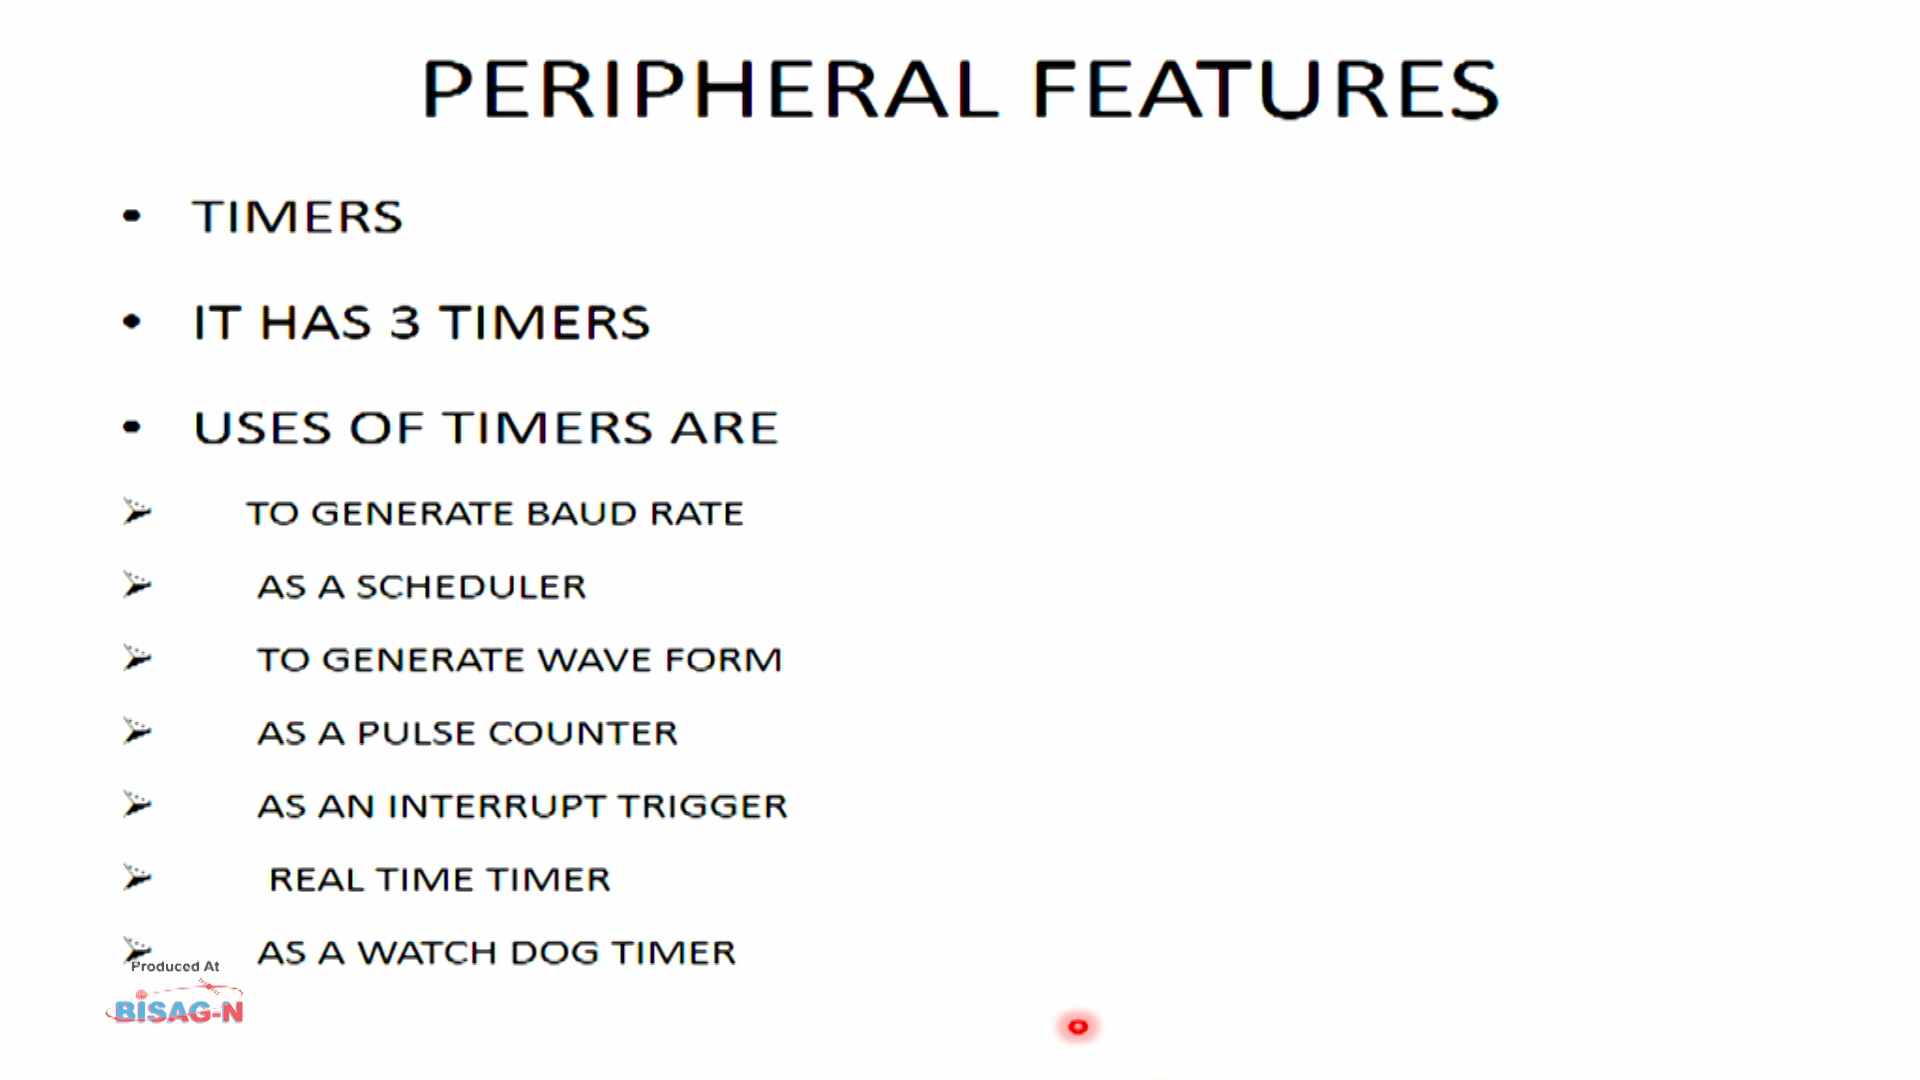 PERIPHERAL FEATURES
• TIMERS
• IT HAS 3 TIMERS
• USES OF TIMERS ARE
➢ TO GENERATE BAUD RATE
➢ AS A SCHEDULER
➢ TO GENERATE WAVE FORM
➢ AS A PULSE COUNTER
➢ AS AN INTERRUPT TRIGGER
➢ REAL TIME TIMER
➢ AS A WATCH DOG TIMER
Produced At
BISAG-N